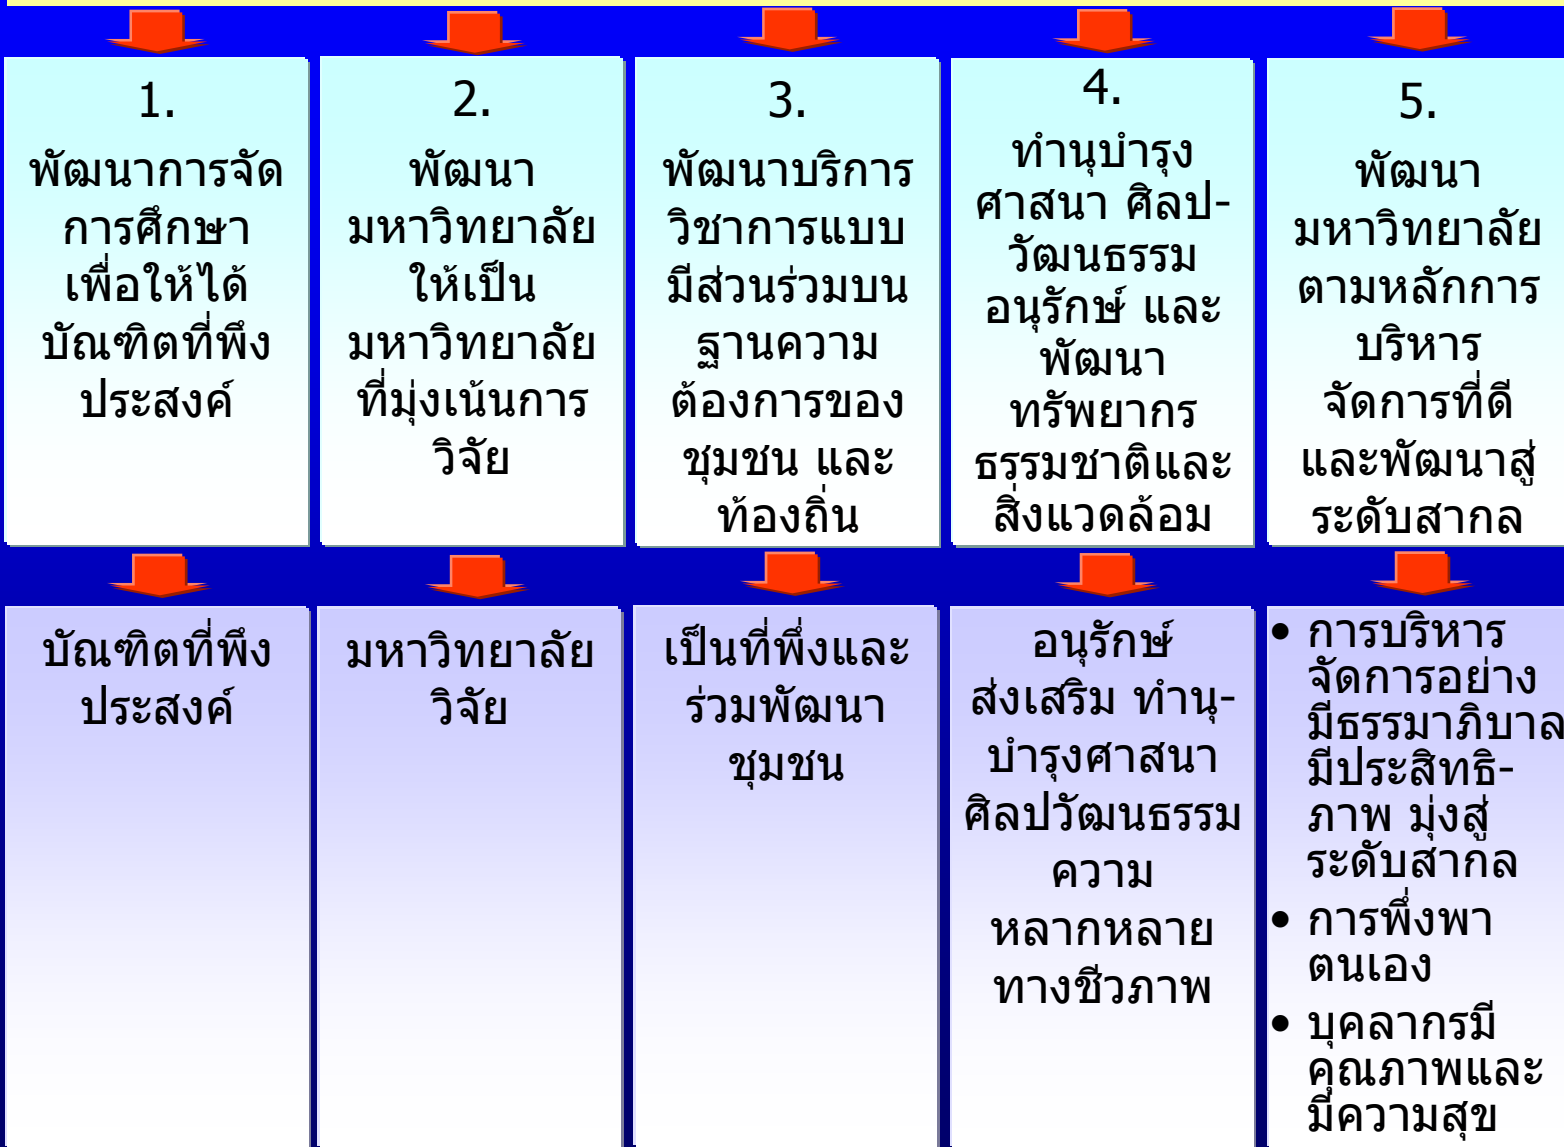 1.
พัฒนาการจัด
การศึกษา
เพื่อให้ได้
บัณฑิตที่พึง
ประสงค์
2.
พัฒนา
มหาวิทยาลัย
ให้เป็น
มหาวิทยาลัย
ที่มุ่งเน้นการ
วิจัย
3.
พัฒนาบริการ
วิชาการแบบ
มีส่วนร่วมบน
ฐานความ
ต้องการของ
ชุมชน และ
ท้องถิ่น
4.
ทำนุบำรุง
ศาสนา ศิลป-
วัฒนธรรม
อนุรักษ์ และ
พัฒนา
ทรัพยากร
ธรรมชาติและ
สิ่งแวดล้อม
5.
พัฒนา
มหาวิทยาลัย
ตามหลักการ
บริหาร
จัดการที่ดี
และพัฒนาสู่
ระดับสากล
บัณฑิตที่พึง
ประสงค์
มหาวิทยาลัย
วิจัย
เป็นที่พึ่งและ
ร่วมพัฒนา
ชุมชน
อนุรักษ์
ส่งเสริม ทำนุ-
บำรุงศาสนา
ศิลปวัฒนธรรม
ความ
หลากหลาย
ทางชีวภาพ
• การบริหาร
จัดการอย่าง
มีธรรมาภิบาล
มีประสิทธิ-
ภาพ มุ่งสู่
ระดับสากล
• การพึ่งพา
ตนเอง
• บุคลากรมี
คุณภาพและ
มีความสุข